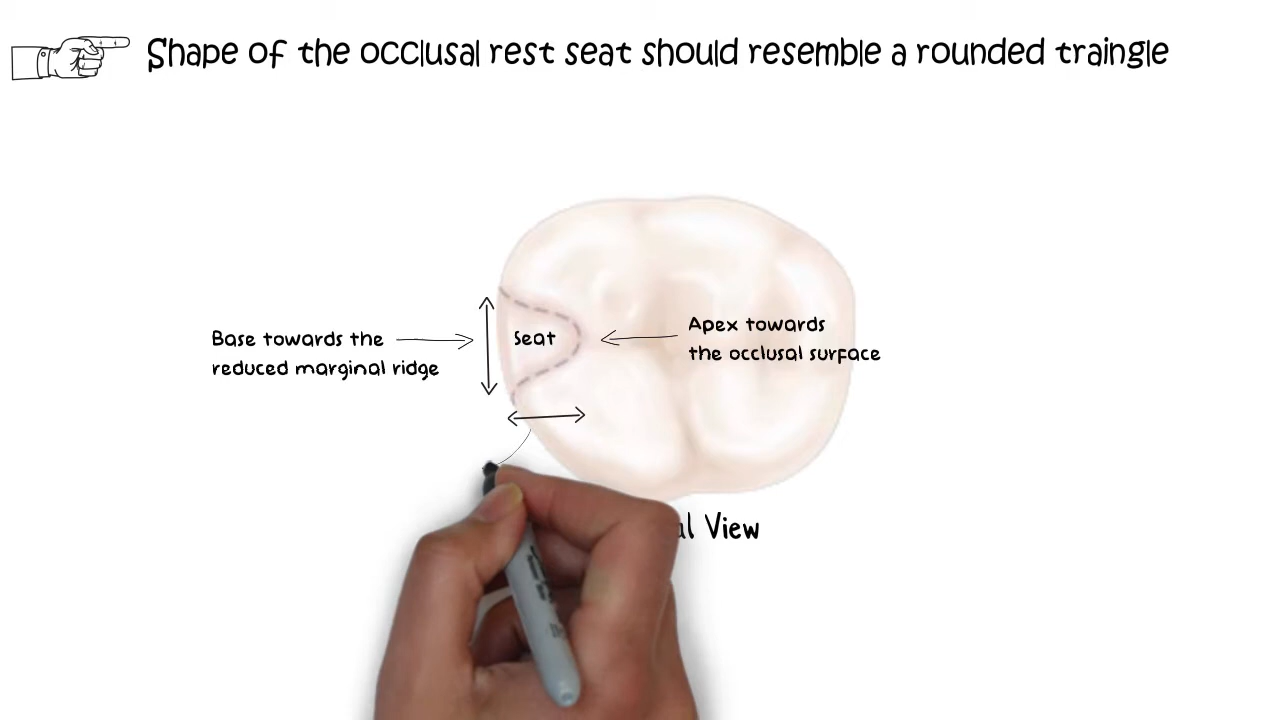 Shape of the occlusal rest seat should resemble a rounded traingle
Base towards the
reduced marginal ridge
Seat
Apex towards
the occlusal surface
View